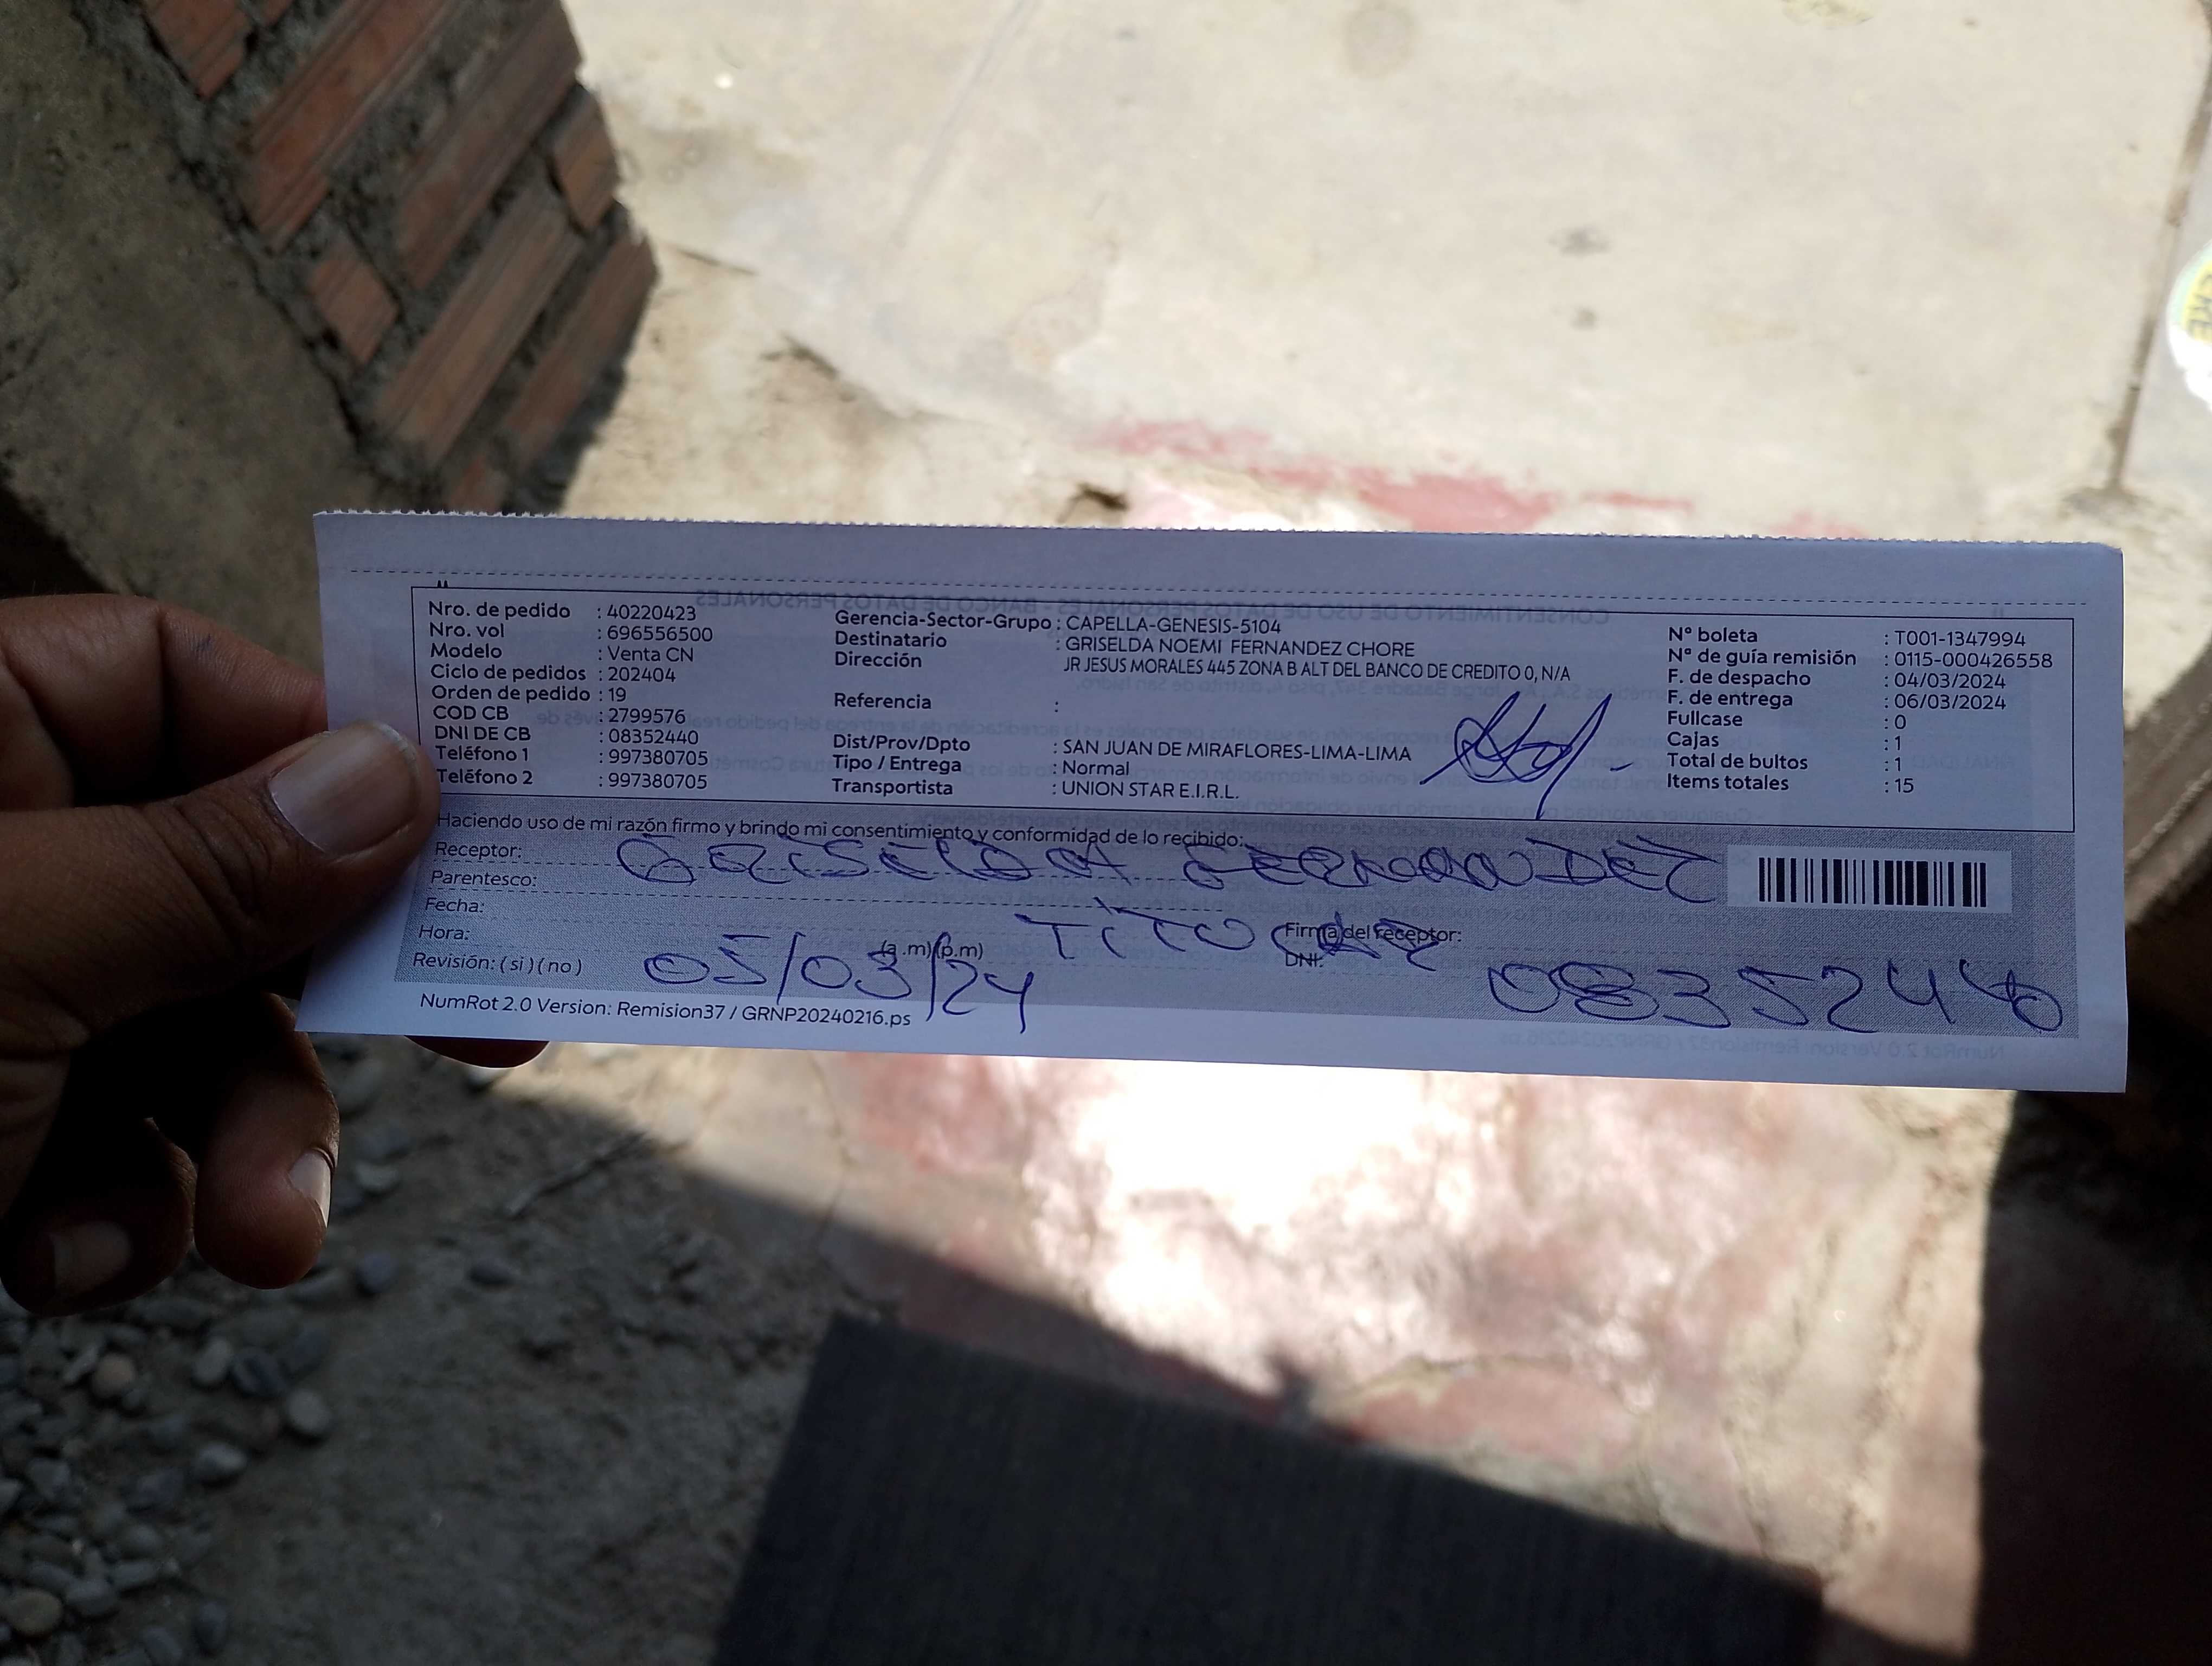 Nro. de pedido : 40220423
Nro. vol : 696556500
Modelo : Venta CN
Ciclo de pedidos : 202404
Orden de pedido : 19
COD CB : 2799576
DNI DE CB : 08352440
Teléfono 1 : 997380705
Teléfono 2 : 997380705
Gerencia-Sector-Grupo : CAPELLA-GENESIS-5104
Destinatario : GRISELDA NOEMI FERNANDEZ CHORE
Dirección JR JESUS MORALES 445 ZONA B ALT DEL BANCO DE CREDITO 0, N/A
Referencia :
Dist/Prov/Dpto : SAN JUAN DE MIRAFLORES-LIMA-LIMA
Tipo / Entrega : Normal
Transportista : UNION STAR E.I.R.L.
N° boleta : T001-1347994
N° de guía remisión : 0115-000426558
F. de despacho : 04/03/2024
F. de entrega : 06/03/2024
Fullcase : 0
Cajas : 1
Total de bultos : 1
Items totales : 15
Haciendo uso de mi razón firmo y brindo mi consentimiento y conformidad de lo recibido:
Receptor: GRISELDA FERNANDEZ
Parentesco:
Fecha: TITULAR
Hora: (a .m)(p.m) Firma del receptor:
Revisión: ( si ) ( no ) 05/03/24 DNI: 08352440
NumRot 2.0 Version: Remision37 / GRNP20240216.ps